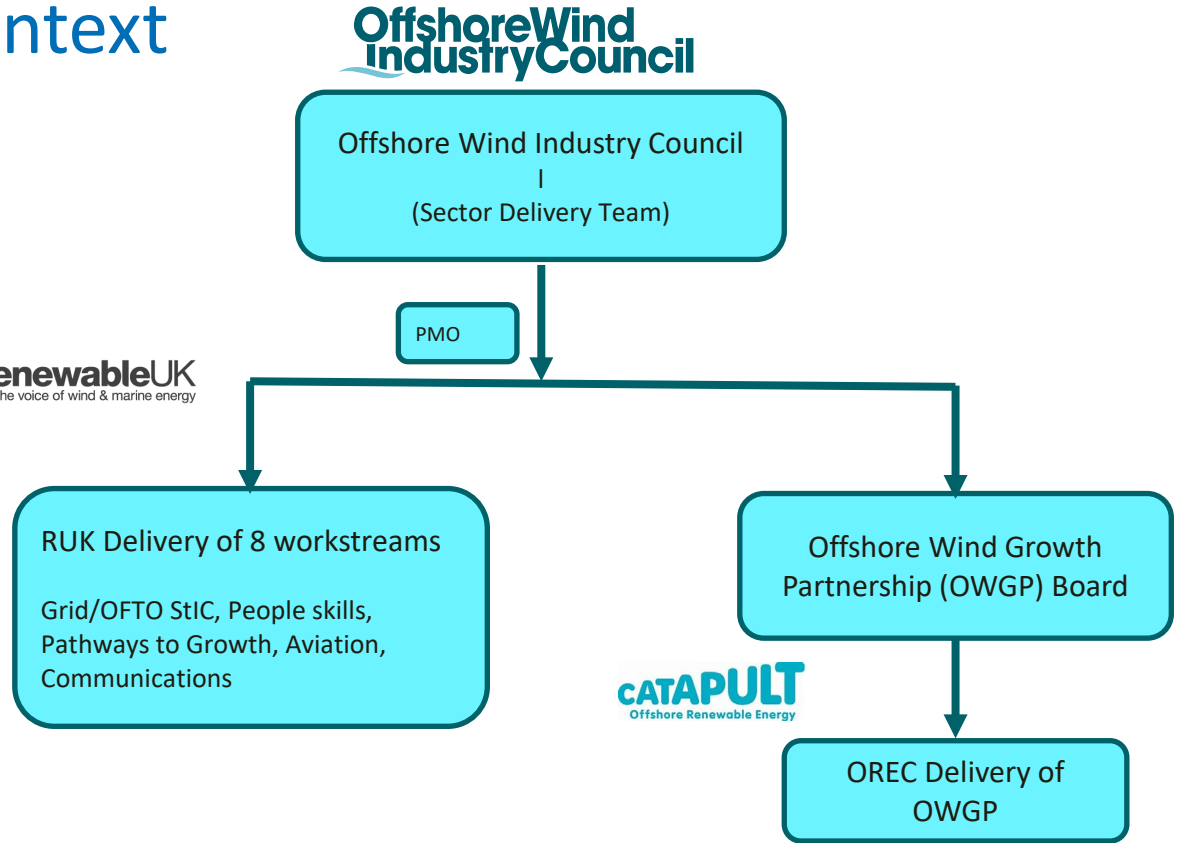 ntext
OffshoreWind
IndustryCouncil
Offshore Wind Industry Council
I
(Sector Delivery Team)
PMO
enewableUK
he voice of wind & marine energy
RUK Delivery of 8 workstreams
Grid/OFTO StIC, People skills,
Pathways to Growth, Aviation,
Communications
Offshore Wind Growth
Partnership (OWGP) Board
CATAPULT
Offshore Renewable Energy
OREC Delivery of
OWGP